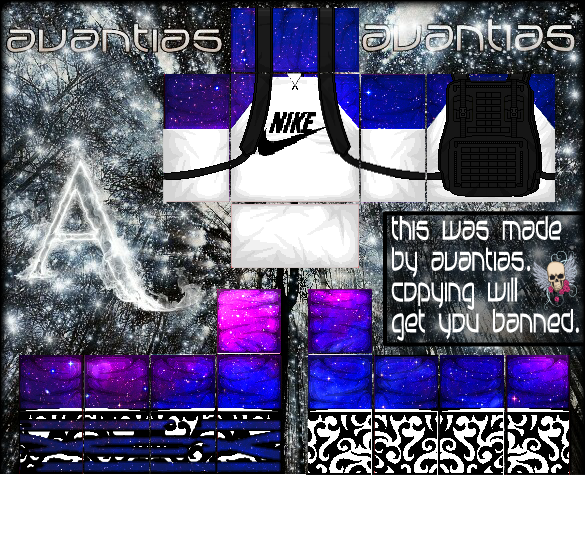 avantias
avantias
NIKE
A
this was made
by avantias.
copying will
get you banned.